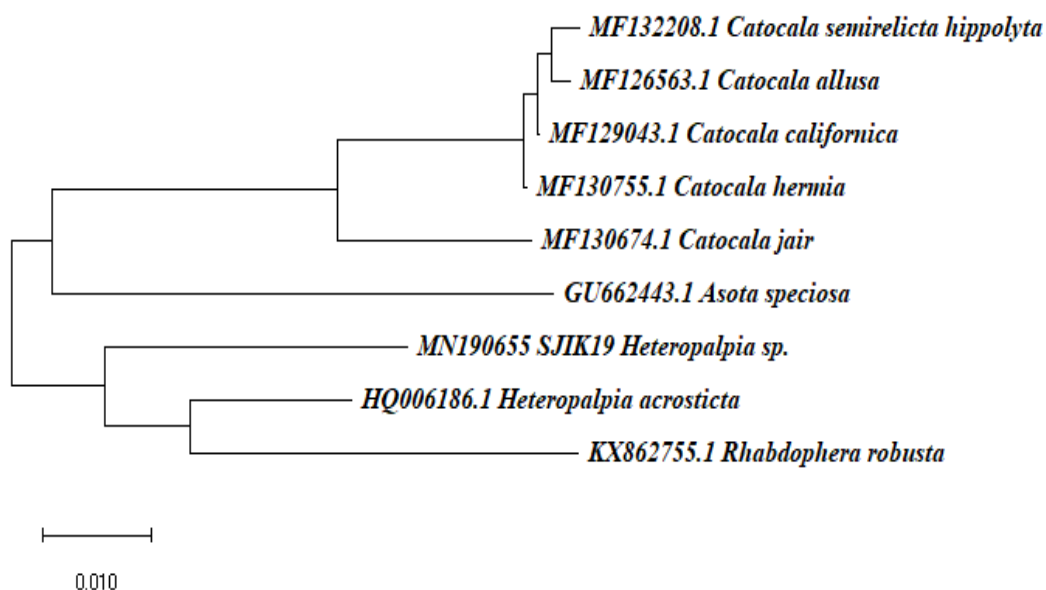 MF132208.1 Catocala semirelicta hippolyta
MF126563.1 Catocala allusa
MF129043.1 Catocala californica
MF130755.1 Catocala hermia
MF130674.1 Catocala jair
GU662443.1 Asota speciosa
MN190655 SJIK19 Heteropalpia sp.
HQ006186.1 Heteropalpia acrosticta
KX862755.1 Rhabdophera robusta
0.010